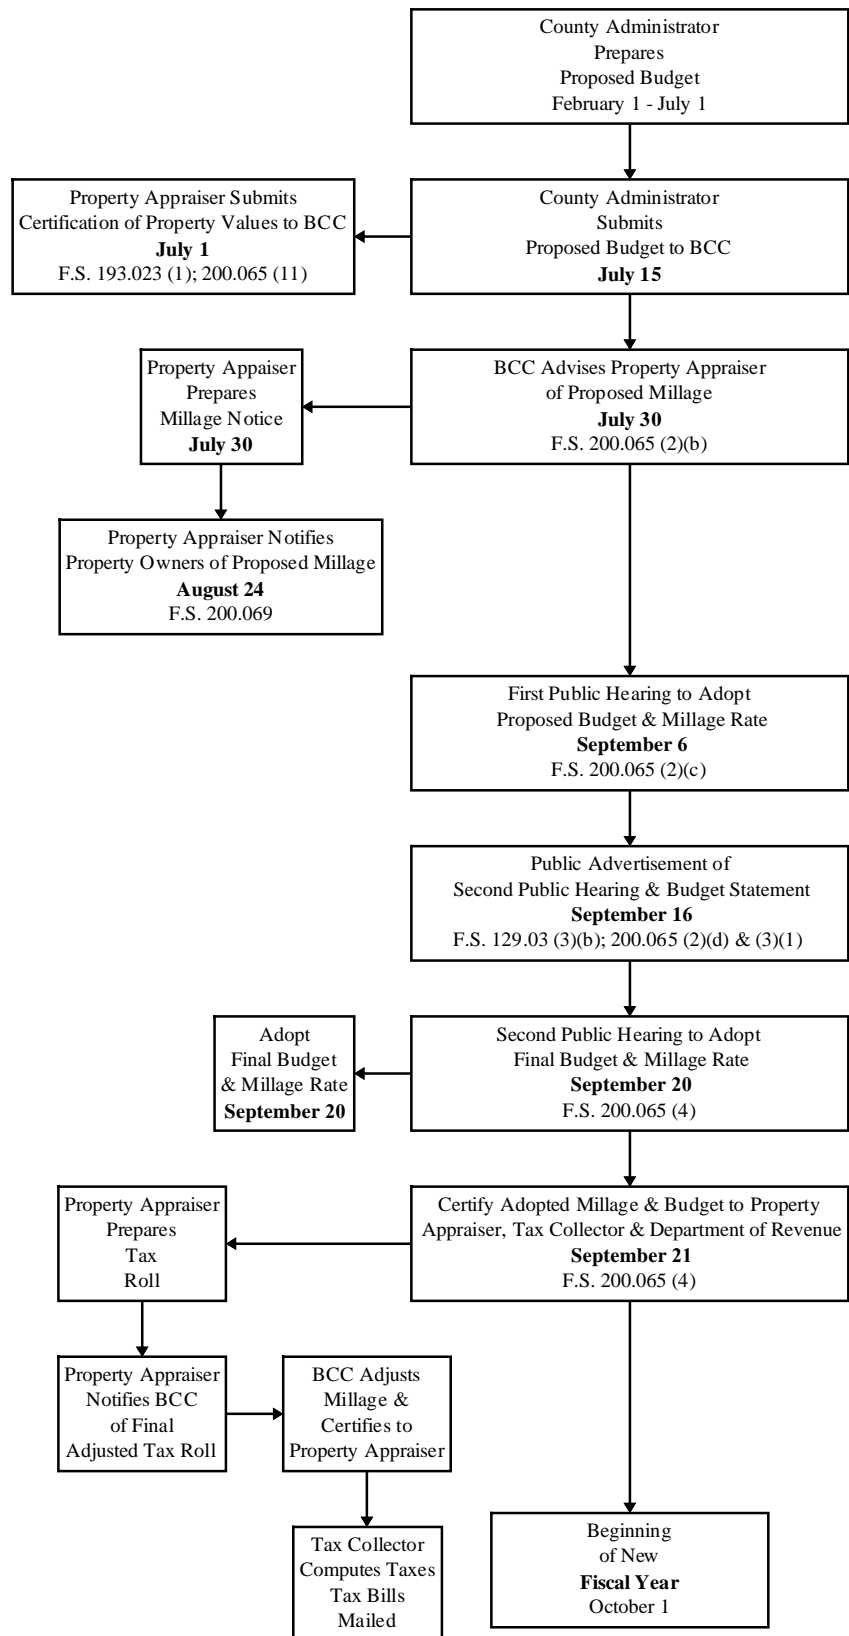 County Administrator
Prepares
Proposed Budget
February 1 - July 1
Property Appraiser Submits
Certification of Property Values to BCC
July 1
F.S. 193.023 (1); 200.065 (11)
County Administrator
Submits
Proposed Budget to BCC
July 15
Property Appaiser
Prepares
Millage Notice
July 30
BCC Advises Property Appraiser
of Proposed Millage
July 30
F.S. 200.065 (2)(b)
Property Appraiser Notifies
Property Owners of Proposed Millage
August 24
F.S. 200.069
First Public Hearing to Adopt
Proposed Budget & Millage Rate
September 6
F.S. 200.065 (2)(c)
Public Advertisement of
Second Public Hearing & Budget Statement
September 16
F.S. 129.03 (3)(b); 200.065 (2)(d) & (3)(1)
Adopt
Final Budget
& Millage Rate
September 20
Second Public Hearing to Adopt
Final Budget & Millage Rate
September 20
F.S. 200.065 (4)
Property Appraiser
Prepares
Tax
Roll
Certify Adopted Millage & Budget to Property
Appraiser, Tax Collector & Department of Revenue
September 21
F.S. 200.065 (4)
Property Appraiser
Notifies BCC
of Final
Adjusted Tax Roll
BCC Adjusts
Millage &
Certifies to
Property Appraiser
Tax Collector
Computes Taxes
Tax Bills
Mailed
Beginning
of New
Fiscal Year
October 1